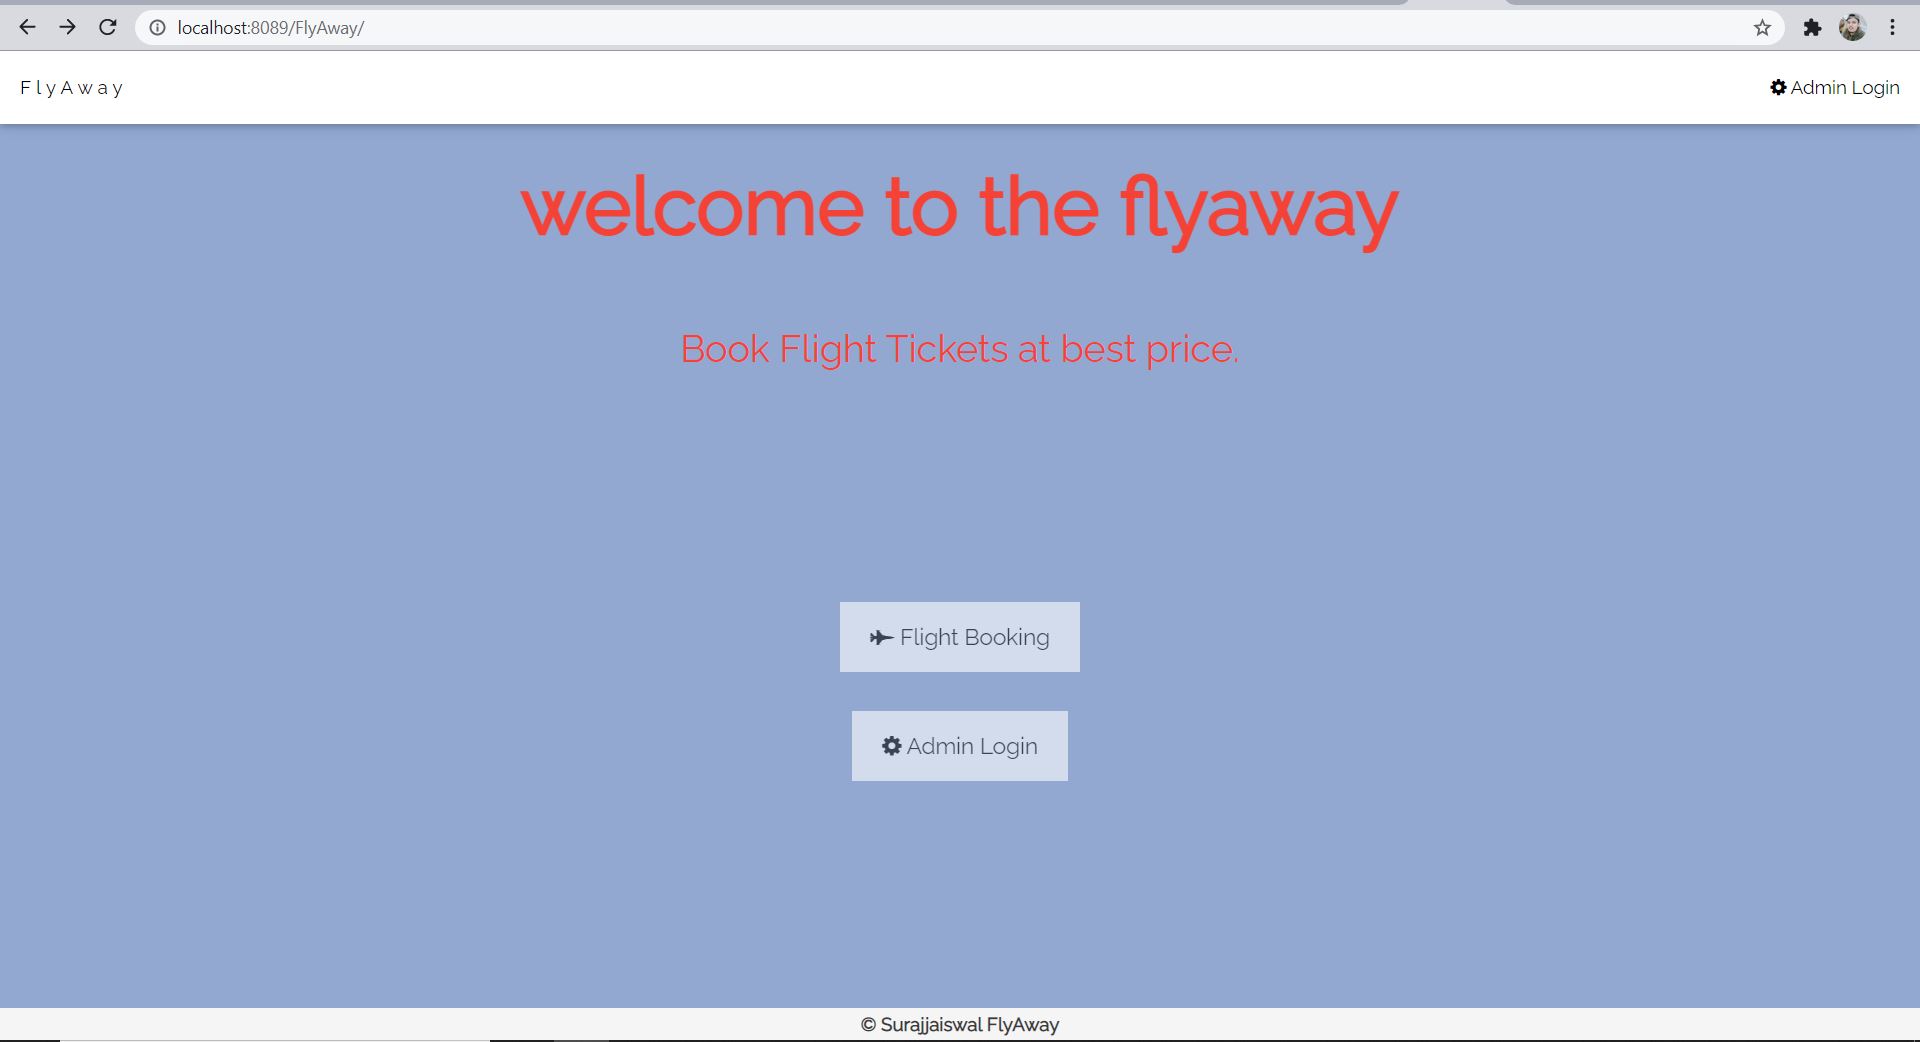 localhost:8089/FlyAway/
FlyAway
Admin Login
welcome to the flyaway
Book Flight Tickets at best price.
Flight Booking
Admin Login
© Surajjaiswal FlyAway